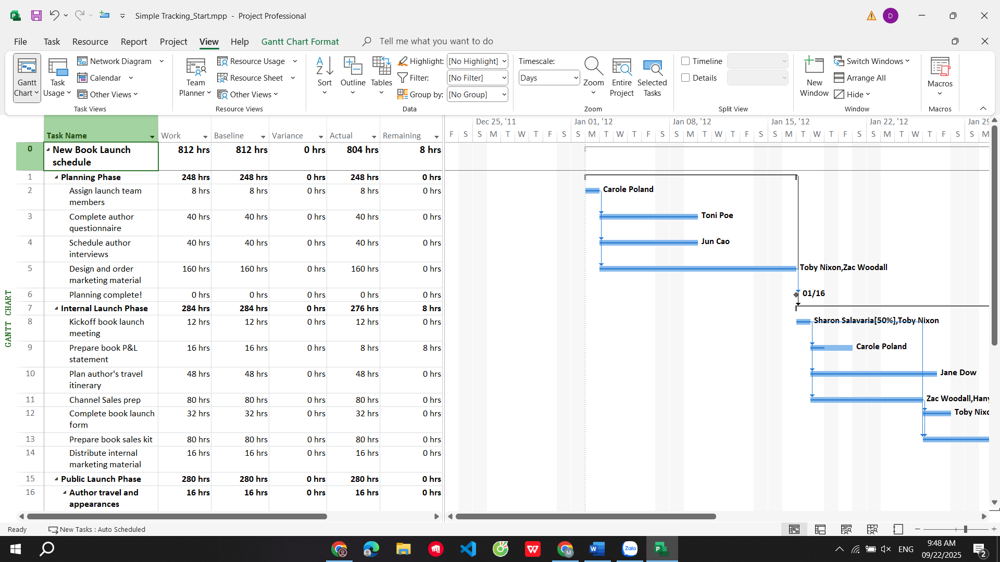 Simple Tracking_Start.mpp - Project Professional
D
File Task Resource Report Project View Help Gantt Chart Format Tell me what you want to do
Gantt Chart
Task Usage
Network Diagram
Calendar
Other Views
Task Views
Team Planner
Resource Usage
Resource Sheet
Other Views
Resource Views
Sort
Outline
Tables
Highlight: [No Highlight]
Filter: [No Filter]
Group by: [No Group]
Data
Timescale:
Days
Zoom
Entire Project
Selected Tasks
Zoom
Timeline
Details
Split View
New Window
Switch Windows
Arrange All
Hide
Window
Macros
Macros
Task Name Work Baseline Variance Actual Remaining
0 New Book Launch schedule 812 hrs 812 hrs 0 hrs 804 hrs 8 hrs
1 Planning Phase 248 hrs 248 hrs 0 hrs 248 hrs 0 hrs
2 Assign launch team members 8 hrs 8 hrs 0 hrs 8 hrs 0 hrs
3 Complete author questionnaire 40 hrs 40 hrs 0 hrs 40 hrs 0 hrs
4 Schedule author interviews 40 hrs 40 hrs 0 hrs 40 hrs 0 hrs
5 Design and order marketing material 160 hrs 160 hrs 0 hrs 160 hrs 0 hrs
6 Planning complete! 0 hrs 0 hrs 0 hrs 0 hrs 0 hrs
7 Internal Launch Phase 284 hrs 284 hrs 0 hrs 276 hrs 8 hrs
8 Kickoff book launch meeting 12 hrs 12 hrs 0 hrs 12 hrs 0 hrs
9 Prepare book P&L statement 16 hrs 16 hrs 0 hrs 8 hrs 8 hrs
10 Plan author's travel itinerary 48 hrs 48 hrs 0 hrs 48 hrs 0 hrs
11 Channel Sales prep 80 hrs 80 hrs 0 hrs 80 hrs 0 hrs
12 Complete book launch form 32 hrs 32 hrs 0 hrs 32 hrs 0 hrs
13 Prepare book sales kit 80 hrs 80 hrs 0 hrs 80 hrs 0 hrs
14 Distribute internal marketing material 16 hrs 16 hrs 0 hrs 16 hrs 0 hrs
15 Public Launch Phase 280 hrs 280 hrs 0 hrs 280 hrs 0 hrs
16 Author travel and appearances 16 hrs 16 hrs 0 hrs 16 hrs 0 hrs
GANTT CHART
Dec 25, '11 Jan 01, '12 Jan 08, '12 Jan 15, '12 Jan 22, '12 Jan 29
F S S M T W T F S S M T W T F S S M T W T F S S M T W T F S S M T W T F S S M
Carole Poland
Toni Poe
Jun Cao
Toby Nixon,Zac Woodall
01/16
Sharon Salavaria[50%],Toby Nixon
Carole Poland
Jane Dow
Zac Woodall,Hany
Toby Nixo
Ready New Tasks : Auto Scheduled
Zalo
ENG
9:48 AM
09/22/2025
2